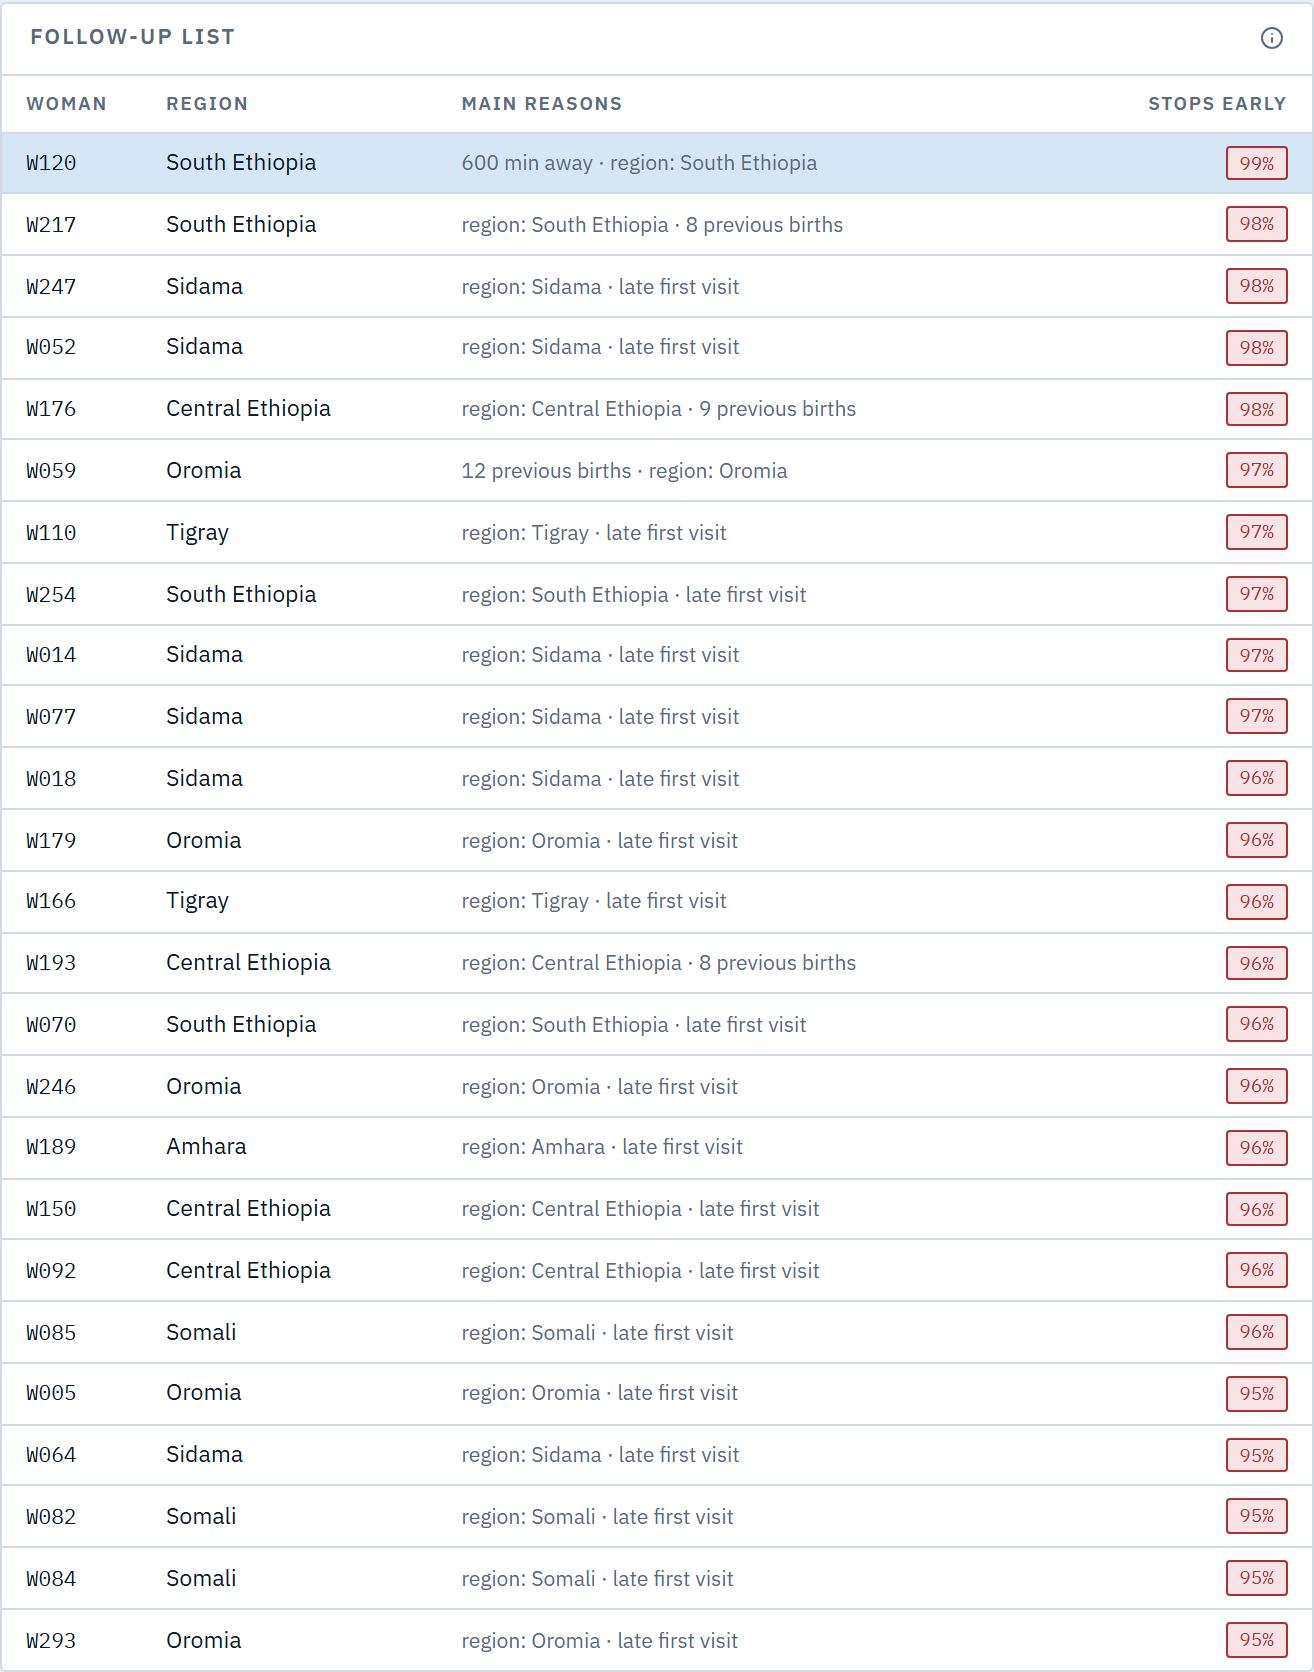 FOLLOW-UP LIST
WOMAN REGION MAIN REASONS STOPS EARLY
W120 South Ethiopia 600 min away · region: South Ethiopia 99%
W217 South Ethiopia region: South Ethiopia · 8 previous births 98%
W247 Sidama region: Sidama · late first visit 98%
W052 Sidama region: Sidama · late first visit 98%
W176 Central Ethiopia region: Central Ethiopia · 9 previous births 98%
W059 Oromia 12 previous births · region: Oromia 97%
W110 Tigray region: Tigray · late first visit 97%
W254 South Ethiopia region: South Ethiopia · late first visit 97%
W014 Sidama region: Sidama · late first visit 97%
W077 Sidama region: Sidama · late first visit 97%
W018 Sidama region: Sidama · late first visit 96%
W179 Oromia region: Oromia · late first visit 96%
W166 Tigray region: Tigray · late first visit 96%
W193 Central Ethiopia region: Central Ethiopia · 8 previous births 96%
W070 South Ethiopia region: South Ethiopia · late first visit 96%
W246 Oromia region: Oromia · late first visit 96%
W189 Amhara region: Amhara · late first visit 96%
W150 Central Ethiopia region: Central Ethiopia · late first visit 96%
W092 Central Ethiopia region: Central Ethiopia · late first visit 96%
W085 Somali region: Somali · late first visit 96%
W005 Oromia region: Oromia · late first visit 95%
W064 Sidama region: Sidama · late first visit 95%
W082 Somali region: Somali · late first visit 95%
W084 Somali region: Somali · late first visit 95%
W293 Oromia region: Oromia · late first visit 95%